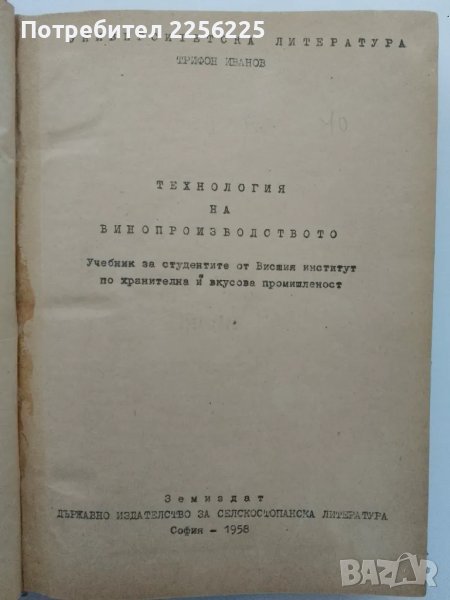 Потребител 2256225
ЛИТЕРАТУРА
ТРИФОН ИВАНОВ
ТЕХНОЛОГИЯ
НА
ВИНОПРОИЗВОДСТВОТО
Учебник за студентите от Висшия институт
по хранителна и вкусова промишленост
Земиздат
ДЪРЖАВНО ИЗДАТЕЛСТВО ЗА СЕЛСКОСТОПАНСКА ЛИТЕРАТУРА
София - 1958
BAZAR